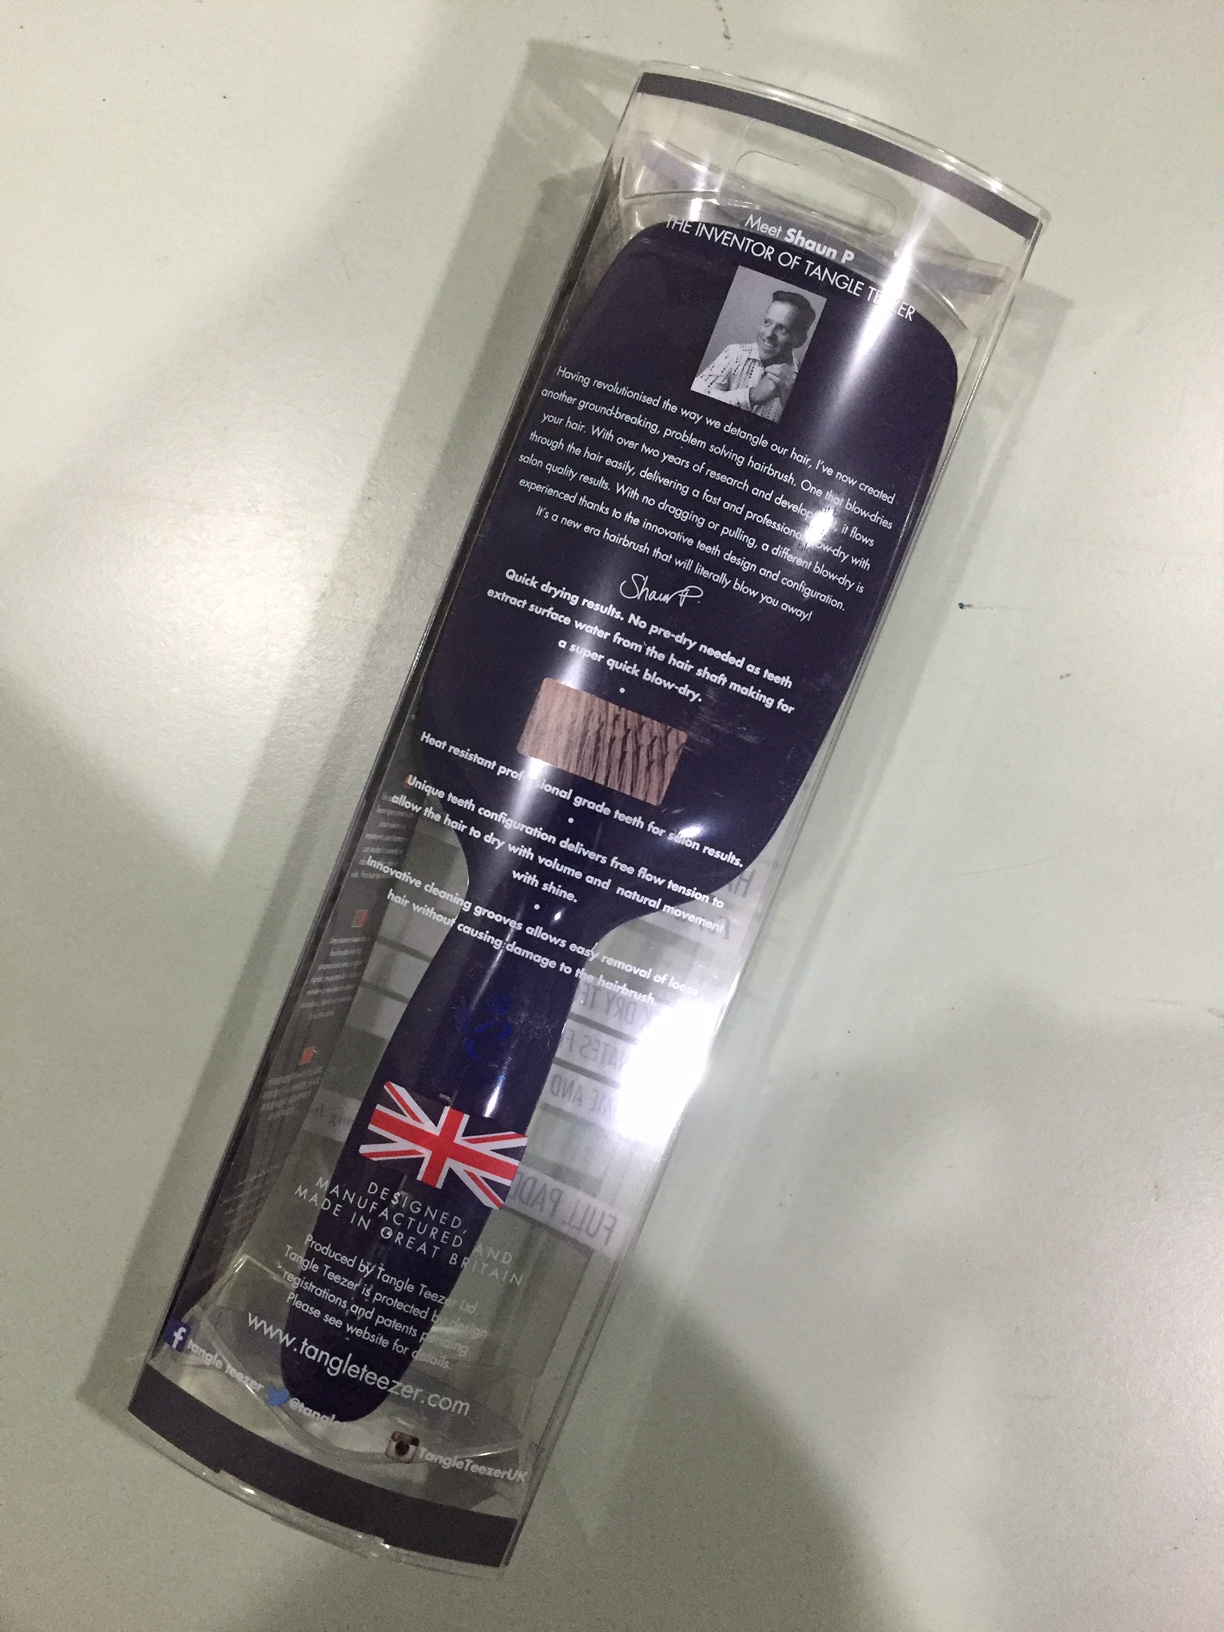 Meet Shaun P
THE INVENTOR OF TANGLE TEEZER
Having revolutionised the way we detangle our hair, I've now created
another ground-breaking, problem solving hairbrush. One that blow-dries
your hair. With over two years of research and development, it flows
through the hair easily, delivering a fast and professional blow-dry with
salon quality results. With no dragging or pulling, a different blow-dry is
experienced thanks to the innovative teeth design and configuration.
It's a new era hairbrush that will literally blow you away!
Shaun P.
Quick drying results. No pre-dry needed as teeth
extract surface water from the hair shaft making for
a super quick blow-dry.
Heat resistant professional grade teeth for salon results.
Unique teeth configuration delivers free flow tension to
allow the hair to dry with volume and natural movement
with shine.
Innovative cleaning grooves allows easy removal of loose
hair without causing damage to the hairbrush.
DESIGNED,
MANUFACTURED AND
MADE IN GREAT BRITAIN
Produced by Tangle Teezer Ltd.
Tangle Teezer is protected by design
registrations and patents pending
Please see website for details.
www.tangleteezer.com
tangle teezer
@tangle
TangleTeezerUK
FULL PADD